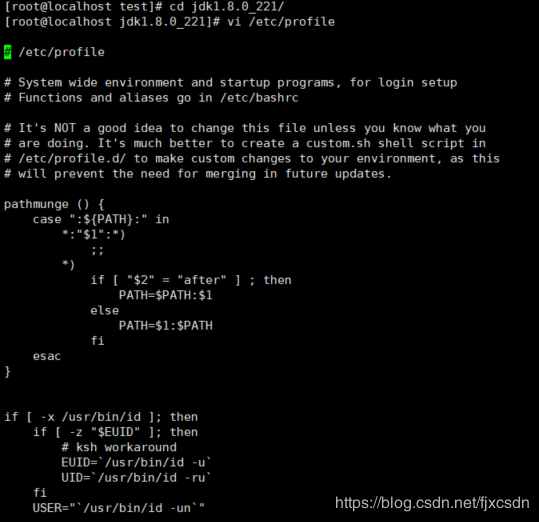 [root@localhost test]# cd jdk1.8.0_221/
[root@localhost jdk1.8.0_221]# vi /etc/profile
# /etc/profile
# System wide environment and startup programs, for login setup
# Functions and aliases go in /etc/bashrc
# It's NOT a good idea to change this file unless you know what you
# are doing. It's much better to create a custom.sh shell script in
# /etc/profile.d/ to make custom changes to your environment, as this
# will prevent the need for merging in future updates.
pathmunge () {
    case ":${PATH}:" in
        *:"$1":*)
            ;;
        *)
            if [ "$2" = "after" ] ; then
                PATH=$PATH:$1
            else
                PATH=$1:$PATH
            fi
    esac
}
if [ -x /usr/bin/id ]; then
    if [ -z "$EUID" ]; then
        # ksh workaround
        EUID=`/usr/bin/id -u`
        UID=`/usr/bin/id -ru`
    fi
    USER="`/usr/bin/id -un`"
https://blog.csdn.net/fjxcsdn